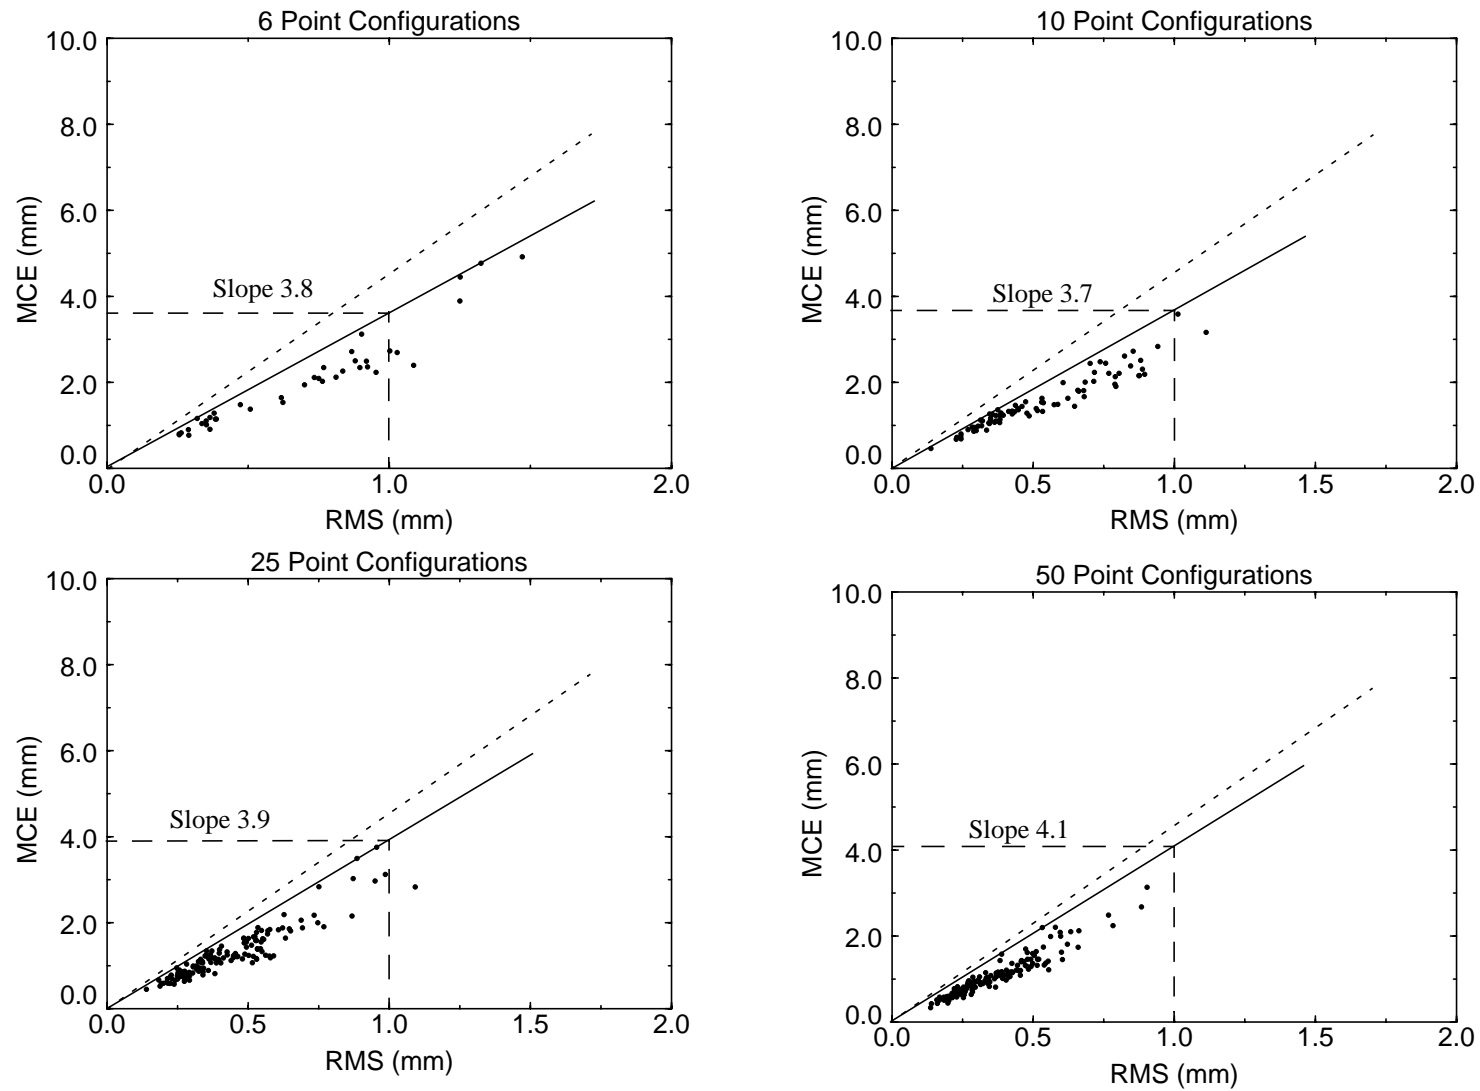 6 Point Configurations
10.0
8.0
6.0
4.0
2.0
0.0
MCE (mm)
Slope 3.8
0.0 1.0 2.0
RMS (mm)
10 Point Configurations
10.0
8.0
6.0
4.0
2.0
0.0
MCE (mm)
Slope 3.7
0.0 0.5 1.0 1.5 2.0
RMS (mm)
25 Point Configurations
10.0
8.0
6.0
4.0
2.0
0.0
MCE (mm)
Slope 3.9
0.0 0.5 1.0 1.5 2.0
RMS (mm)
50 Point Configurations
10.0
8.0
6.0
4.0
2.0
0.0
MCE (mm)
Slope 4.1
0.0 0.5 1.0 1.5 2.0
RMS (mm)